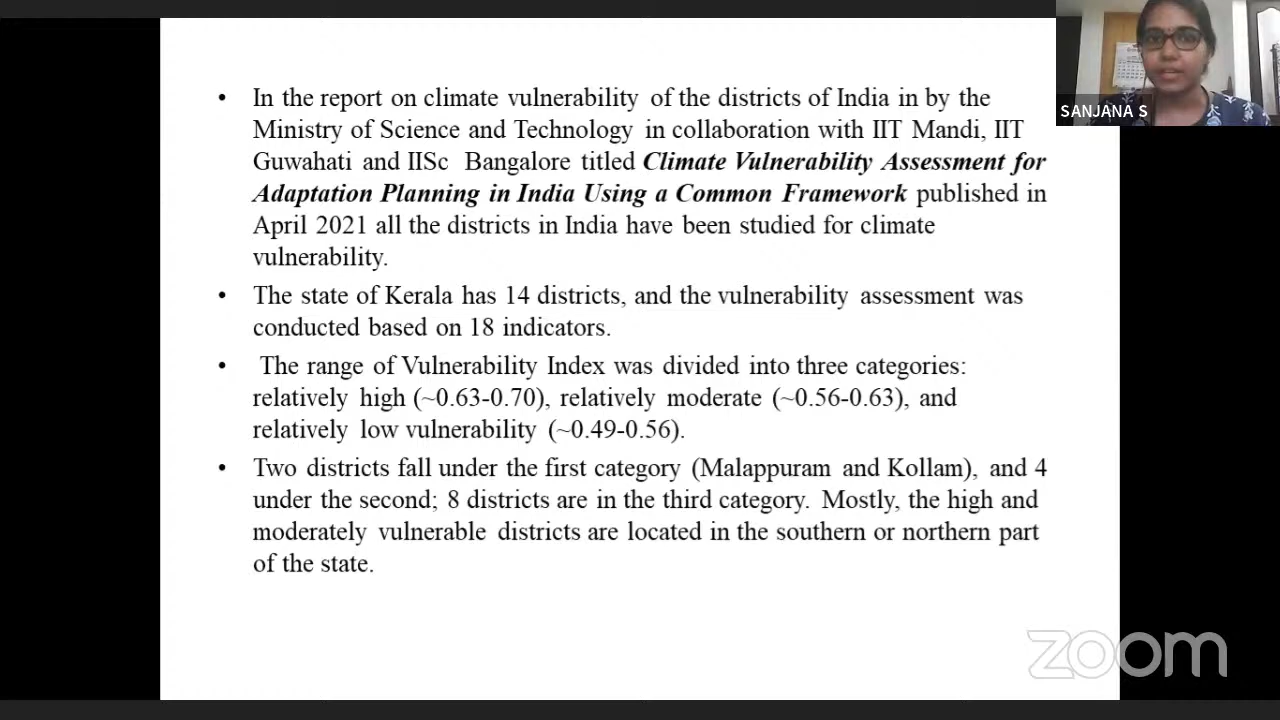 SANJANA S
• In the report on climate vulnerability of the districts of India in by the
Ministry of Science and Technology in collaboration with IIT Mandi, IIT
Guwahati and IISc Bangalore titled Climate Vulnerability Assessment for
Adaptation Planning in India Using a Common Framework published in
April 2021 all the districts in India have been studied for climate
vulnerability.
• The state of Kerala has 14 districts, and the vulnerability assessment was
conducted based on 18 indicators.
• The range of Vulnerability Index was divided into three categories:
relatively high (~0.63-0.70), relatively moderate (~0.56-0.63), and
relatively low vulnerability (~0.49-0.56).
• Two districts fall under the first category (Malappuram and Kollam), and 4
under the second; 8 districts are in the third category. Mostly, the high and
moderately vulnerable districts are located in the southern or northern part
of the state.
zoom